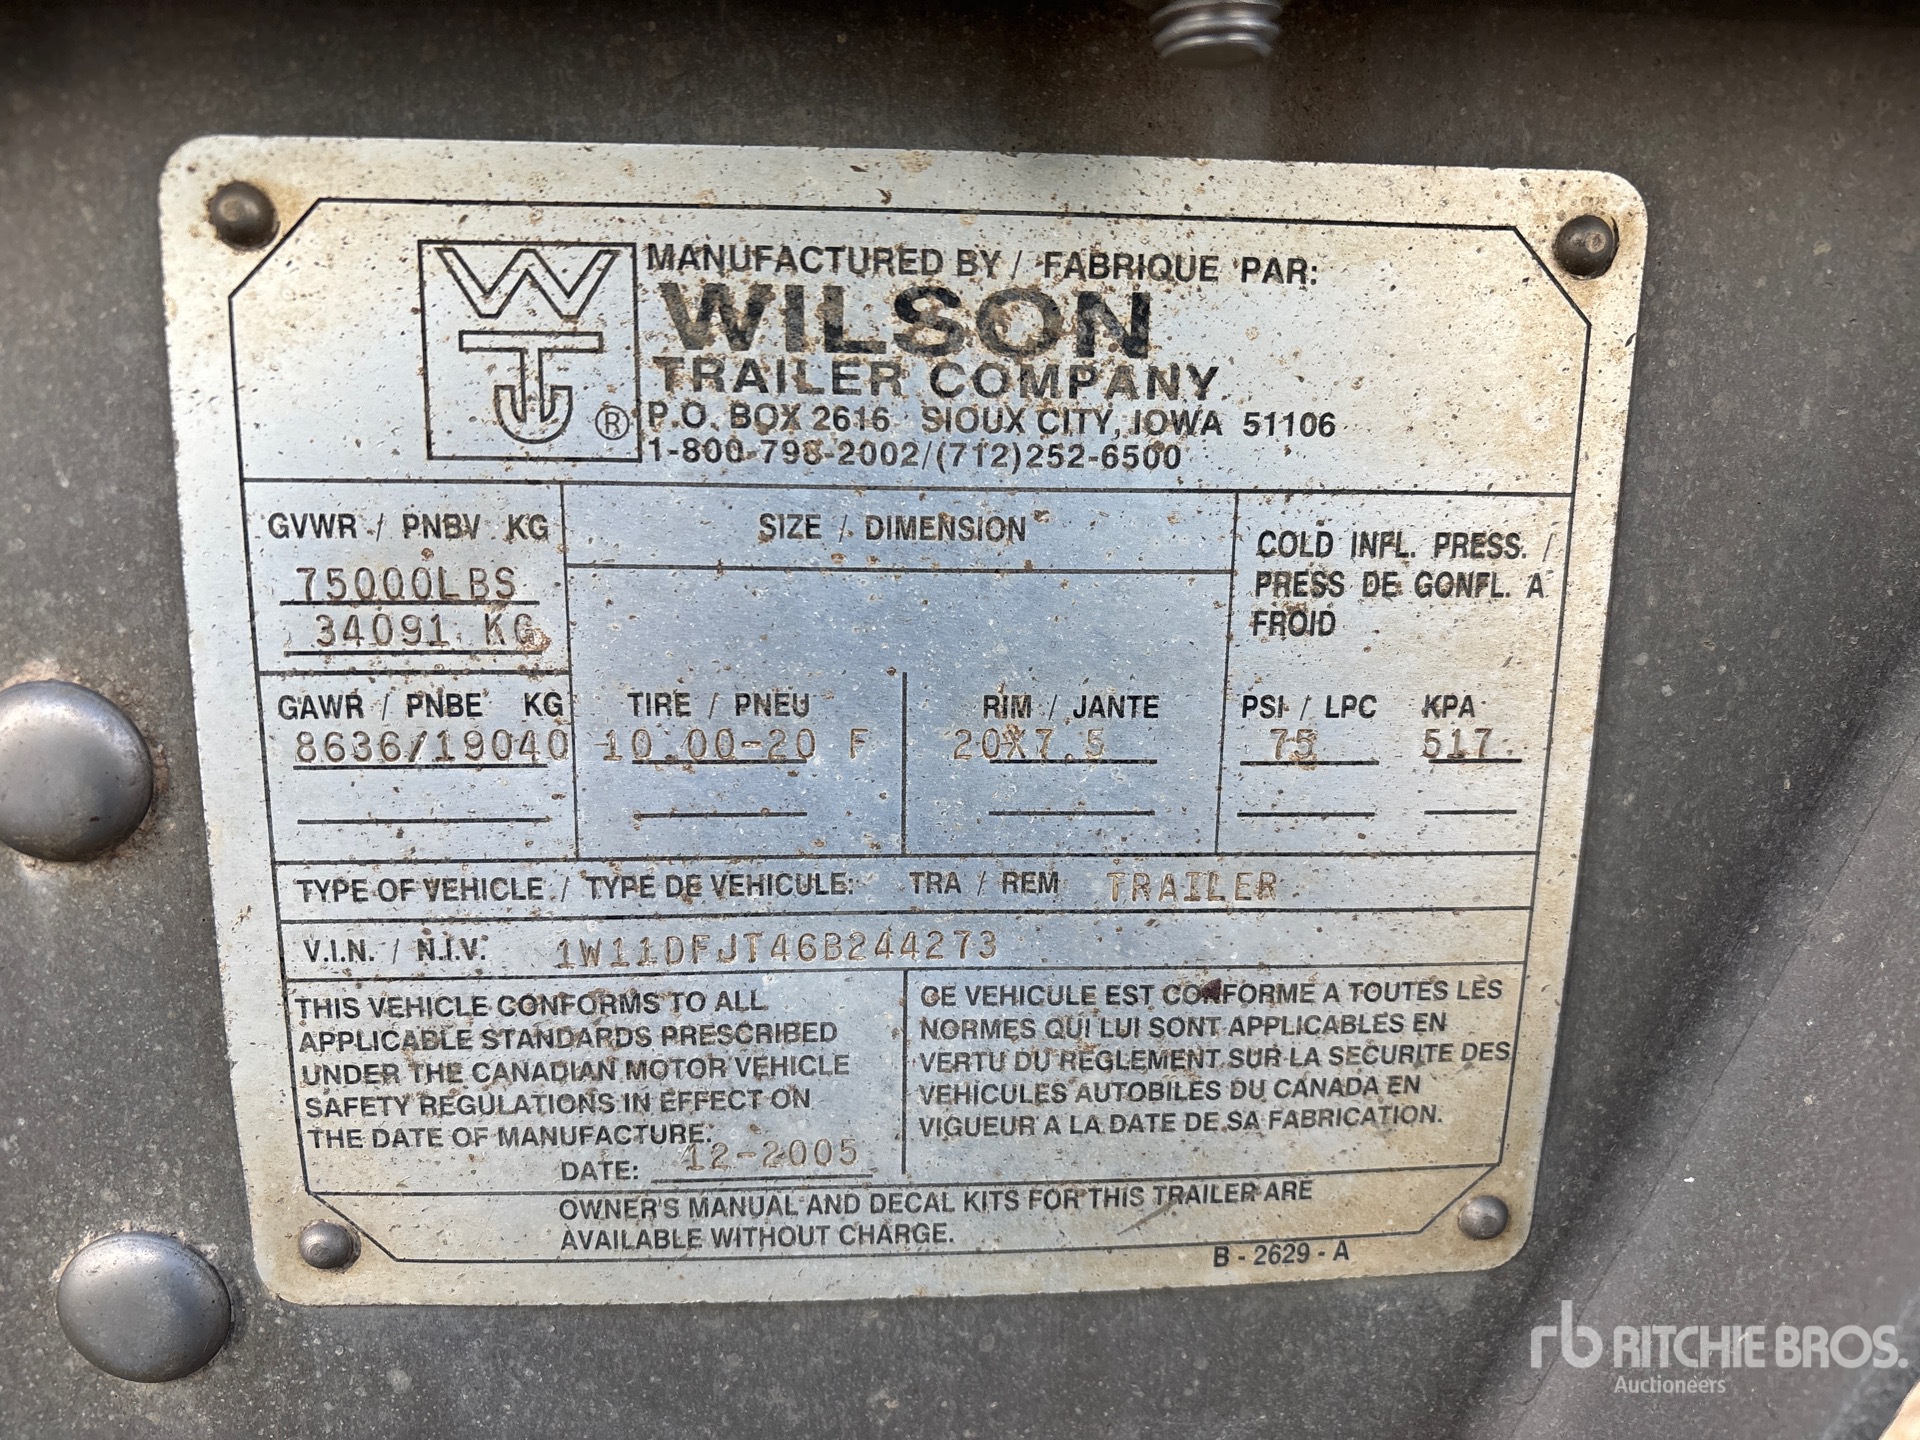 WTJ ®
MANUFACTURED BY / FABRIQUE PAR:
WILSON
TRAILER COMPANY
P.O. BOX 2616 SIOUX CITY, IOWA 51106
1-800-798-2002/(712)252-6500
GVWR / PNBV KG
75000LBS
34091 KG
SIZE / DIMENSION
COLD INFL. PRESS. /
PRESS DE GONFL. A
FROID
GAWR / PNBE KG TIRE / PNEU RIM / JANTE PSI / LPC KPA
8636/19040 10.00-20 F 20X7.5 75 517
TYPE OF VEHICLE / TYPE DE VEHICULE: TRA / REM TRAILER
V.I.N. / N.I.V. 1W11DFJT46B244273
THIS VEHICLE CONFORMS TO ALL
APPLICABLE STANDARDS PRESCRIBED
UNDER THE CANADIAN MOTOR VEHICLE
SAFETY REGULATIONS IN EFFECT ON
THE DATE OF MANUFACTURE.
DATE: 12-2005
CE VEHICULE EST CONFORME A TOUTES LES
NORMES QUI LUI SONT APPLICABLES EN
VERTU DU REGLEMENT SUR LA SECURITE DES
VEHICULES AUTOBILES DU CANADA EN
VIGUEUR A LA DATE DE SA FABRICATION.
OWNER'S MANUAL AND DECAL KITS FOR THIS TRAILER ARE
AVAILABLE WITHOUT CHARGE.
B - 2629 - A
rb RITCHIE BROS.
Auctioneers